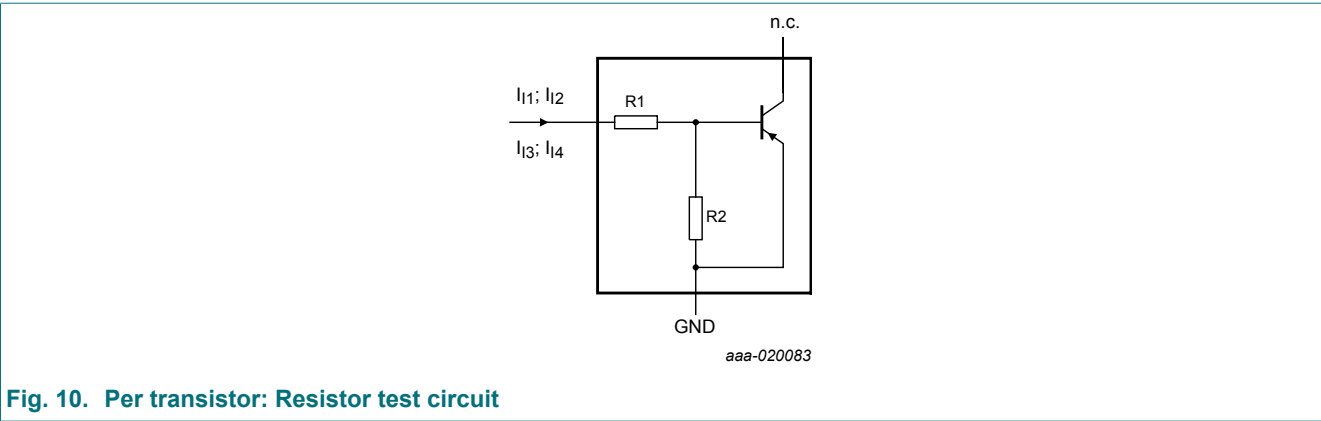 n.c.
I_I1; I_I2
R1
I_I3; I_I4
R2
GND
aaa-020083
Fig. 10. Per transistor: Resistor test circuit